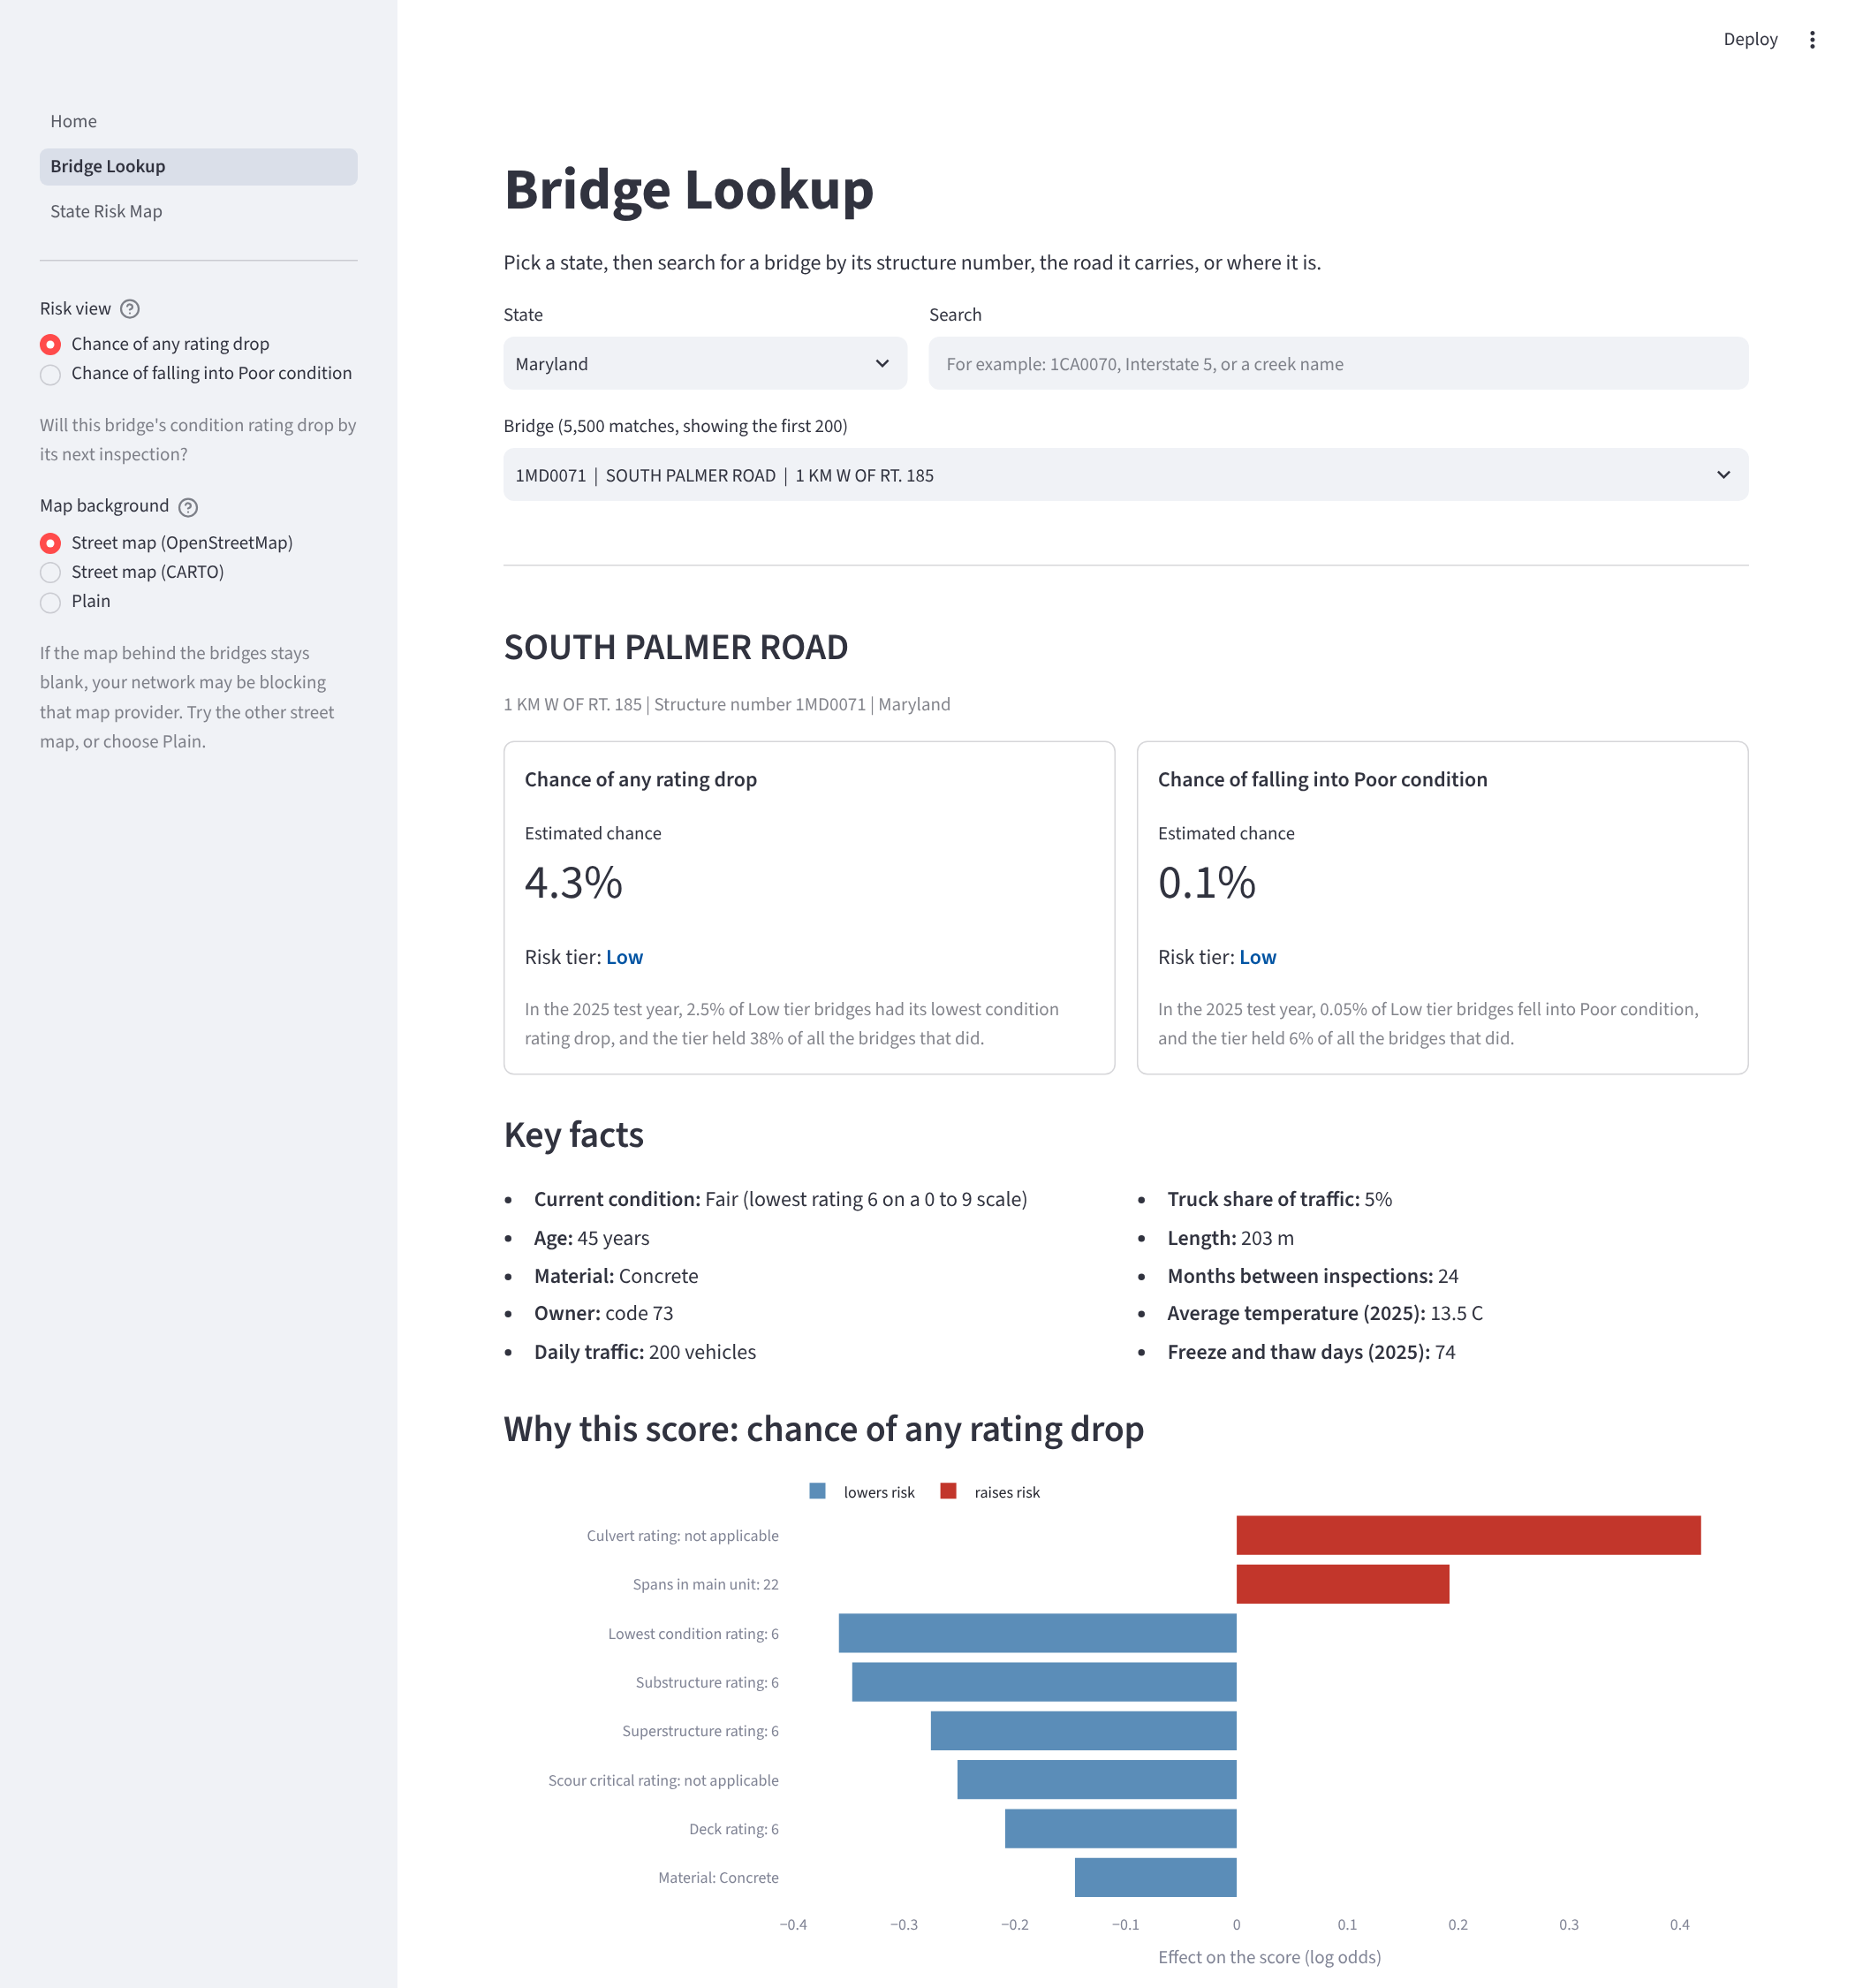 Deploy
Home
Bridge Lookup
State Risk Map
Risk view
Chance of any rating drop
Chance of falling into Poor condition
Will this bridge's condition rating drop by
its next inspection?
Map background
Street map (OpenStreetMap)
Street map (CARTO)
Plain
If the map behind the bridges stays
blank, your network may be blocking
that map provider. Try the other street
map, or choose Plain.
Bridge Lookup
Pick a state, then search for a bridge by its structure number, the road it carries, or where it is.
State
Search
Maryland
For example: 1CA0070, Interstate 5, or a creek name
Bridge (5,500 matches, showing the first 200)
1MD0071 | SOUTH PALMER ROAD | 1 KM W OF RT. 185
SOUTH PALMER ROAD
1 KM W OF RT. 185 | Structure number 1MD0071 | Maryland
Chance of any rating drop
Estimated chance
4.3%
Risk tier: Low
In the 2025 test year, 2.5% of Low tier bridges had its lowest condition
rating drop, and the tier held 38% of all the bridges that did.
Chance of falling into Poor condition
Estimated chance
0.1%
Risk tier: Low
In the 2025 test year, 0.05% of Low tier bridges fell into Poor condition,
and the tier held 6% of all the bridges that did.
Key facts
Current condition: Fair (lowest rating 6 on a 0 to 9 scale)
Age: 45 years
Material: Concrete
Owner: code 73
Daily traffic: 200 vehicles
Truck share of traffic: 5%
Length: 203 m
Months between inspections: 24
Average temperature (2025): 13.5 C
Freeze and thaw days (2025): 74
Why this score: chance of any rating drop
lowers risk
raises risk
Culvert rating: not applicable
Spans in main unit: 22
Lowest condition rating: 6
Substructure rating: 6
Superstructure rating: 6
Scour critical rating: not applicable
Deck rating: 6
Material: Concrete
−0.4 −0.3 −0.2 −0.1 0 0.1 0.2 0.3 0.4
Effect on the score (log odds)